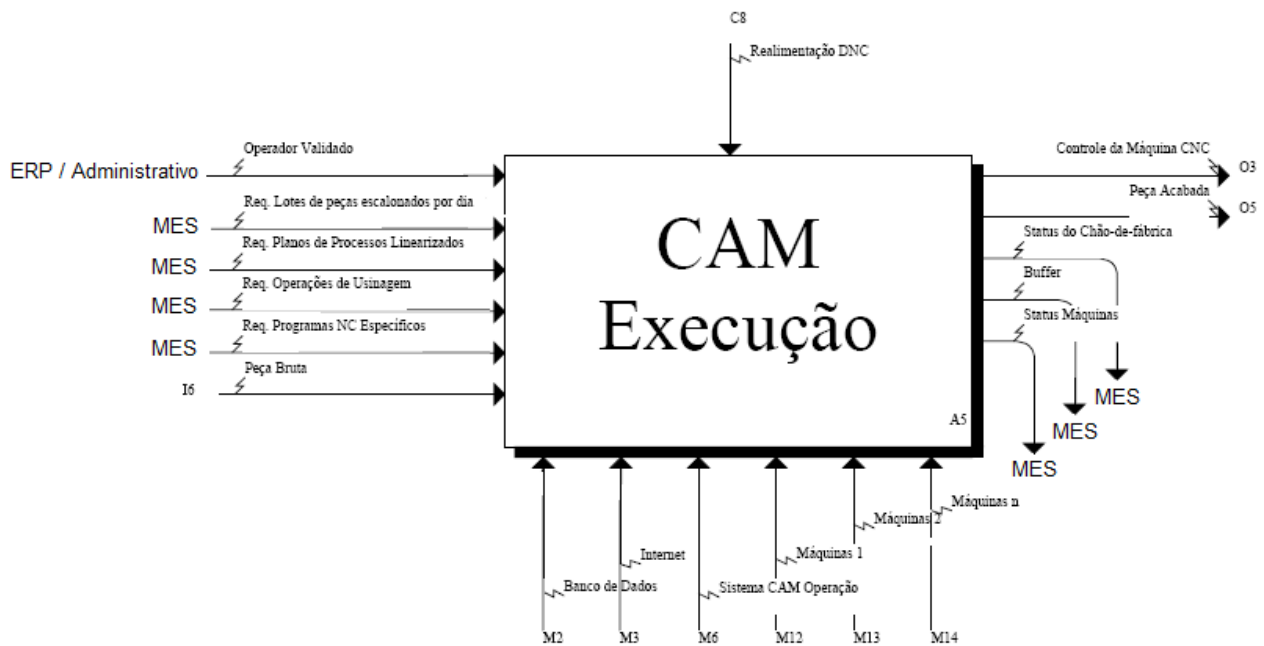 C8
Realimentação DNC
Operador Validado
ERP / Administrativo
Req. Lotes de peças escalonados por dia
MES
Req. Planos de Processos Linearizados
MES
Req. Operações de Usinagem
MES
Req. Programas NC Especificos
MES
Peça Bruta
I6
CAM
Execução
A5
Controle da Máquina CNC
O3
Peça Acabada
O5
Status do Chão-de-fábrica
Buffer
Status Máquinas
MES
MES
MES
Máquinas n
Máquinas 2
Máquinas 1
Internet
Banco de Dados
Sistema CAM Operação
M2
M3
M6
M12
M13
M14